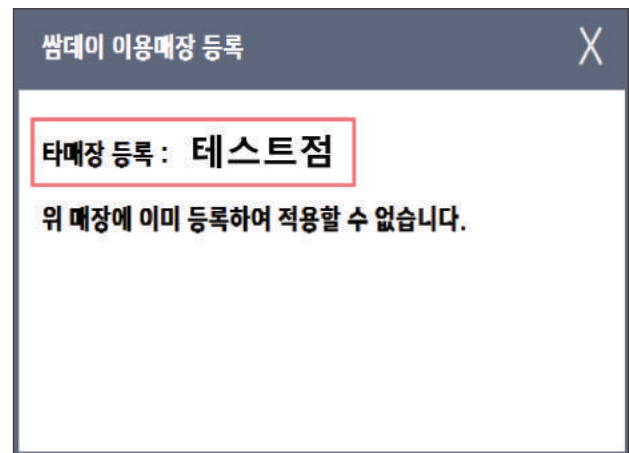 쌈데이 이용매장 등록 X
타매장 등록 : 테스트점
위 매장에 이미 등록하여 적용할 수 없습니다.